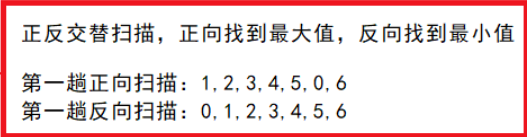 正反交替扫描，正向找到最大值，反向找到最小值
第一趟正向扫描：1,2,3,4,5,0,6
第一趟反向扫描：0,1,2,3,4,5,6